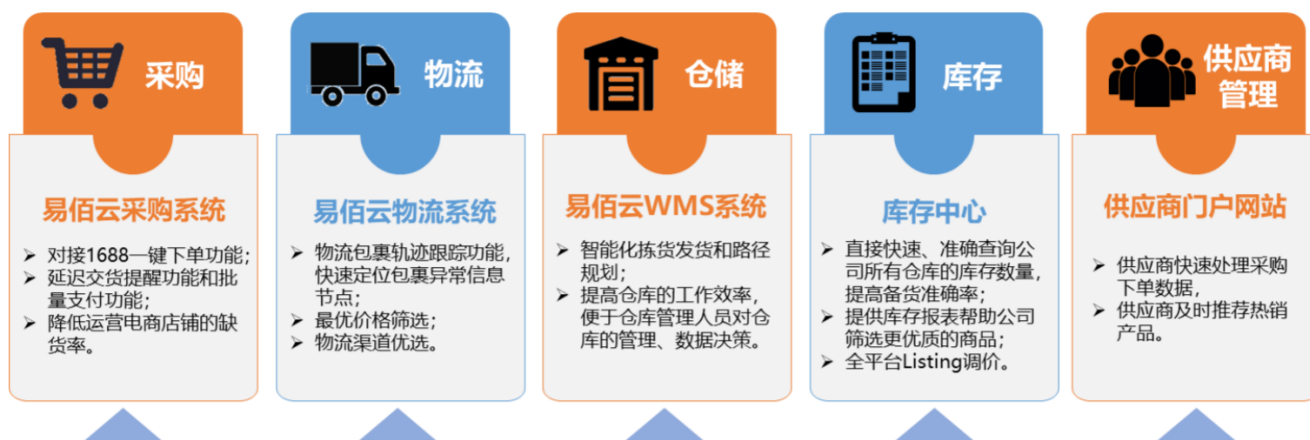 采购
易佰云采购系统
➢ 对接1688一键下单功能；
➢ 延迟交货提醒功能和批
量支付功能；
➢ 降低运营电商店铺的缺
货率。
物流
易佰云物流系统
➢ 物流包裹轨迹跟踪功能，
快速定位包裹异常信息
节点；
➢ 最优价格筛选；
➢ 物流渠道优选。
仓储
易佰云WMS系统
➢ 智能化拣货发货和路径
规划；
➢ 提高仓库的工作效率，
便于仓库管理人员对仓
库的管理、数据决策。
库存
库存中心
➢ 直接快速、准确查询公
司所有仓库的库存数量，
提高备货准确率；
➢ 提供库存报表帮助公司
筛选更优质的商品；
➢ 全平台Listing调价。
供应商
管理
供应商门户网站
➢ 供应商快速处理采购
下单数据，
➢ 供应商及时推荐热销
产品。